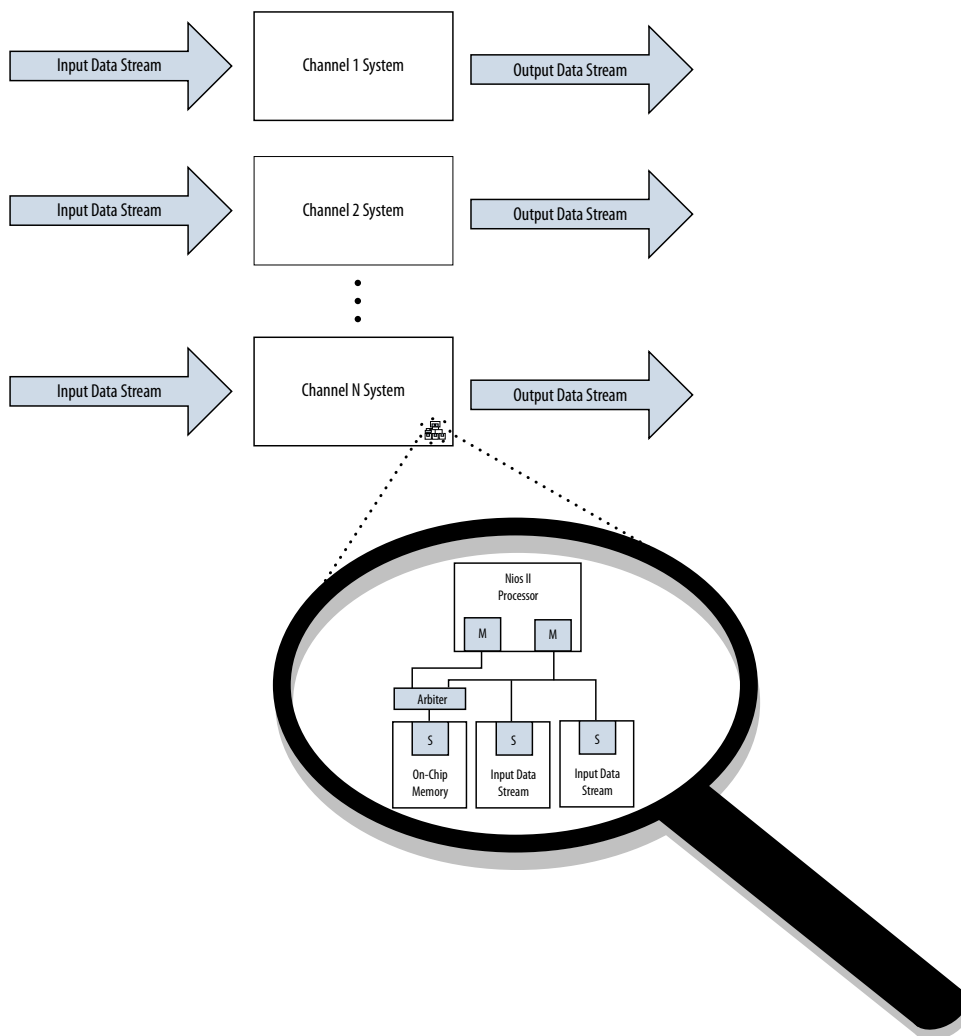 Input Data Stream
Channel 1 System
Output Data Stream
Input Data Stream
Channel 2 System
Output Data Stream
Input Data Stream
Channel N System
Output Data Stream
Nios II
Processor
M
M
Arbiter
S
S
S
On-Chip
Memory
Input Data
Stream
Input Data
Stream